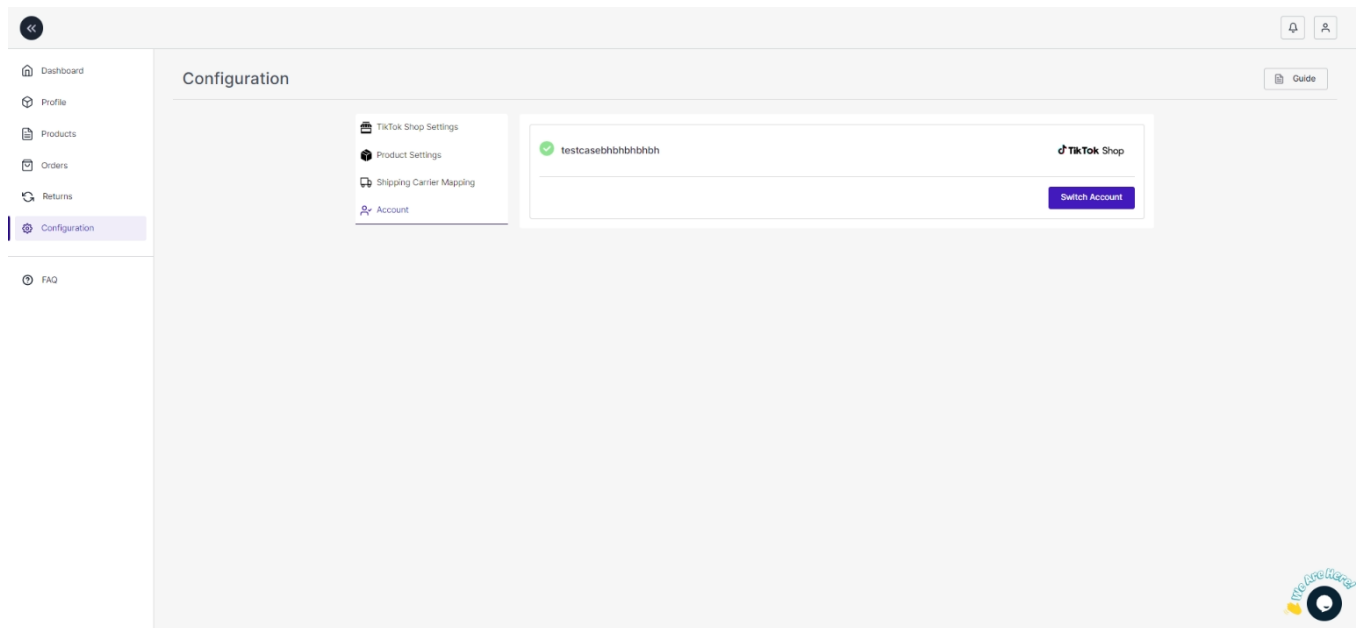 Dashboard
Profile
Products
Orders
Returns
Configuration
FAQ
Configuration
Guide
TikTok Shop Settings
Product Settings
Shipping Carrier Mapping
Account
testcasebhbhbhbhbh
TikTok Shop
Switch Account
We Are Here!